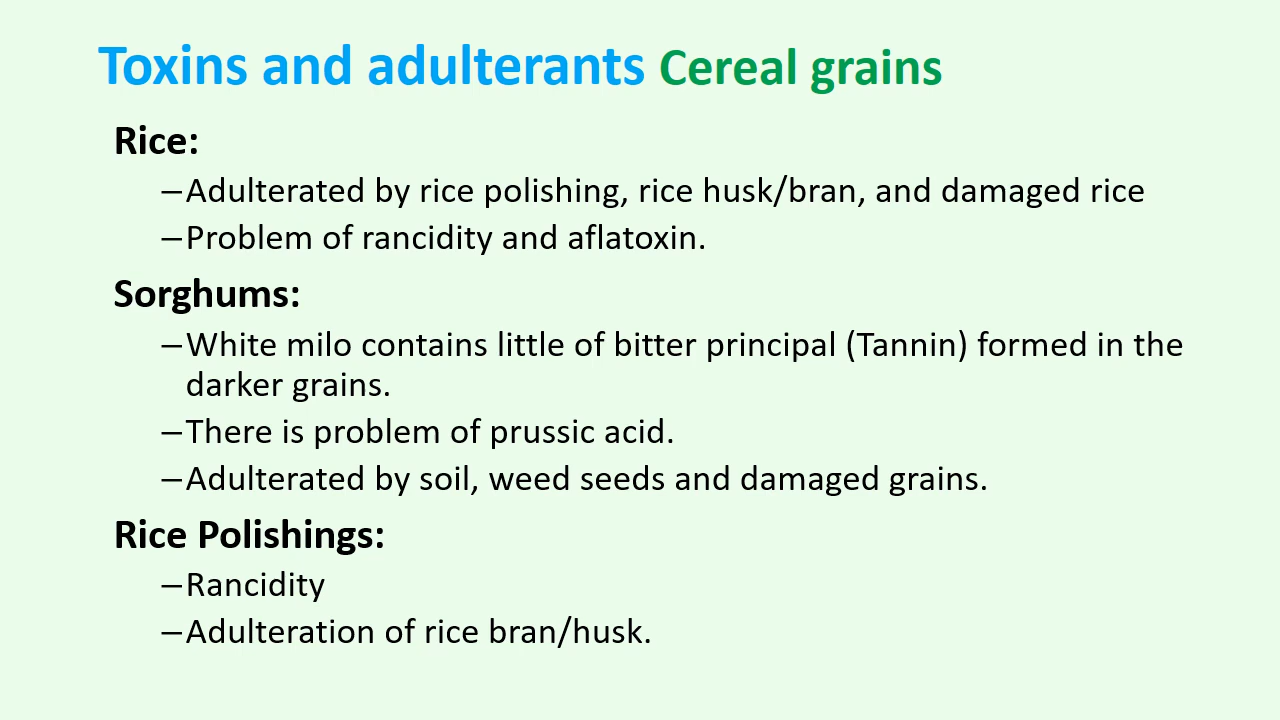 Toxins and adulterants Cereal grains
Rice:
–Adulterated by rice polishing, rice husk/bran, and damaged rice
–Problem of rancidity and aflatoxin.
Sorghums:
–White milo contains little of bitter principal (Tannin) formed in the
darker grains.
–There is problem of prussic acid.
–Adulterated by soil, weed seeds and damaged grains.
Rice Polishings:
–Rancidity
–Adulteration of rice bran/husk.